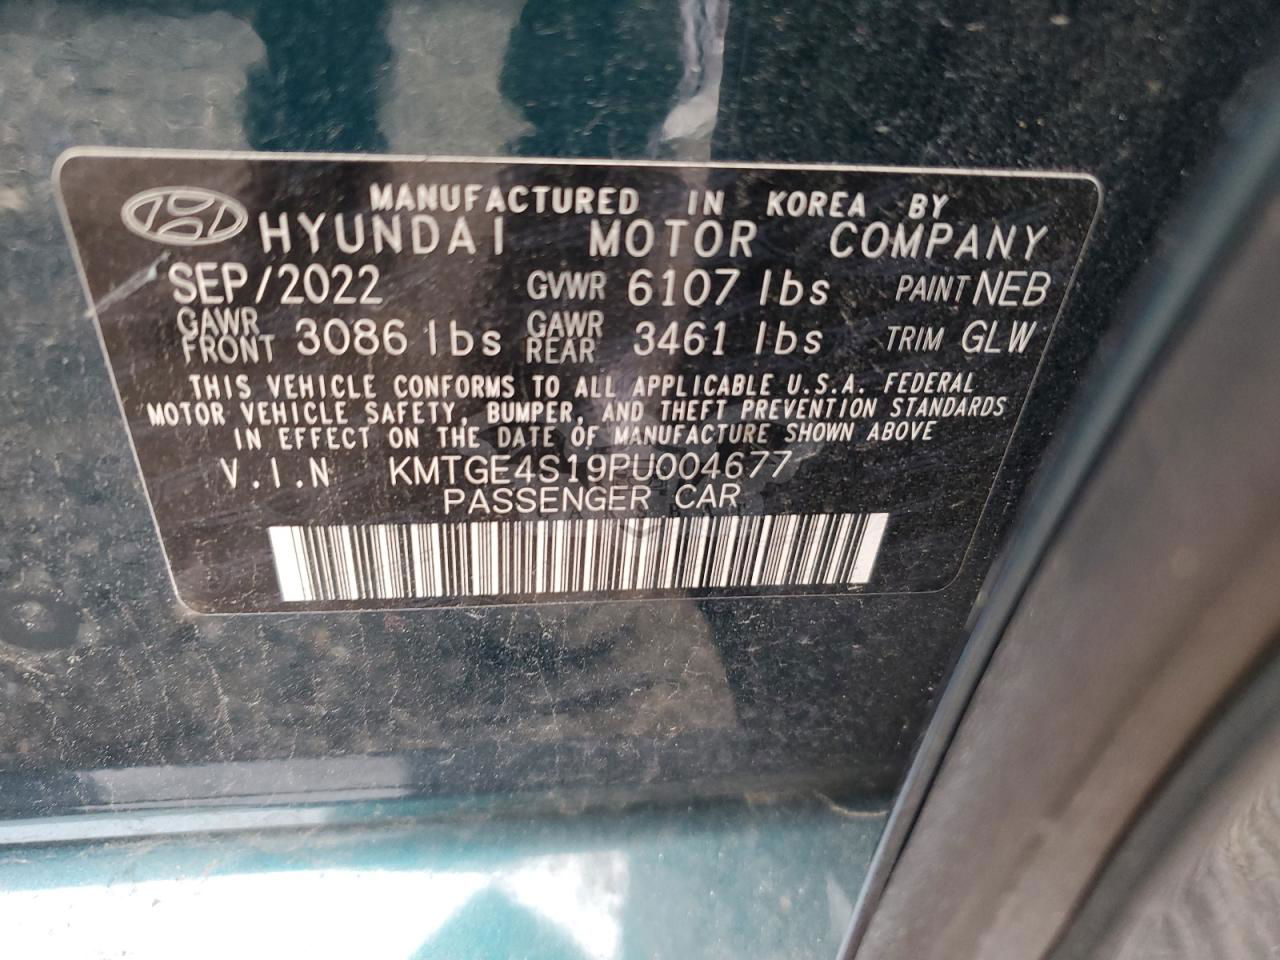 MANUFACTURED IN KOREA BY
HYUNDAI MOTOR COMPANY
SEP/2022 GVWR 6107 lbs PAINT NEB
GAWR FRONT 3086 lbs GAWR REAR 3461 lbs TRIM GLW
THIS VEHICLE CONFORMS TO ALL APPLICABLE U.S.A. FEDERAL
MOTOR VEHICLE SAFETY, BUMPER, AND THEFT PREVENTION STANDARDS
IN EFFECT ON THE DATE OF MANUFACTURE SHOWN ABOVE
V.I.N KMTGE4S19PU004677
PASSENGER CAR